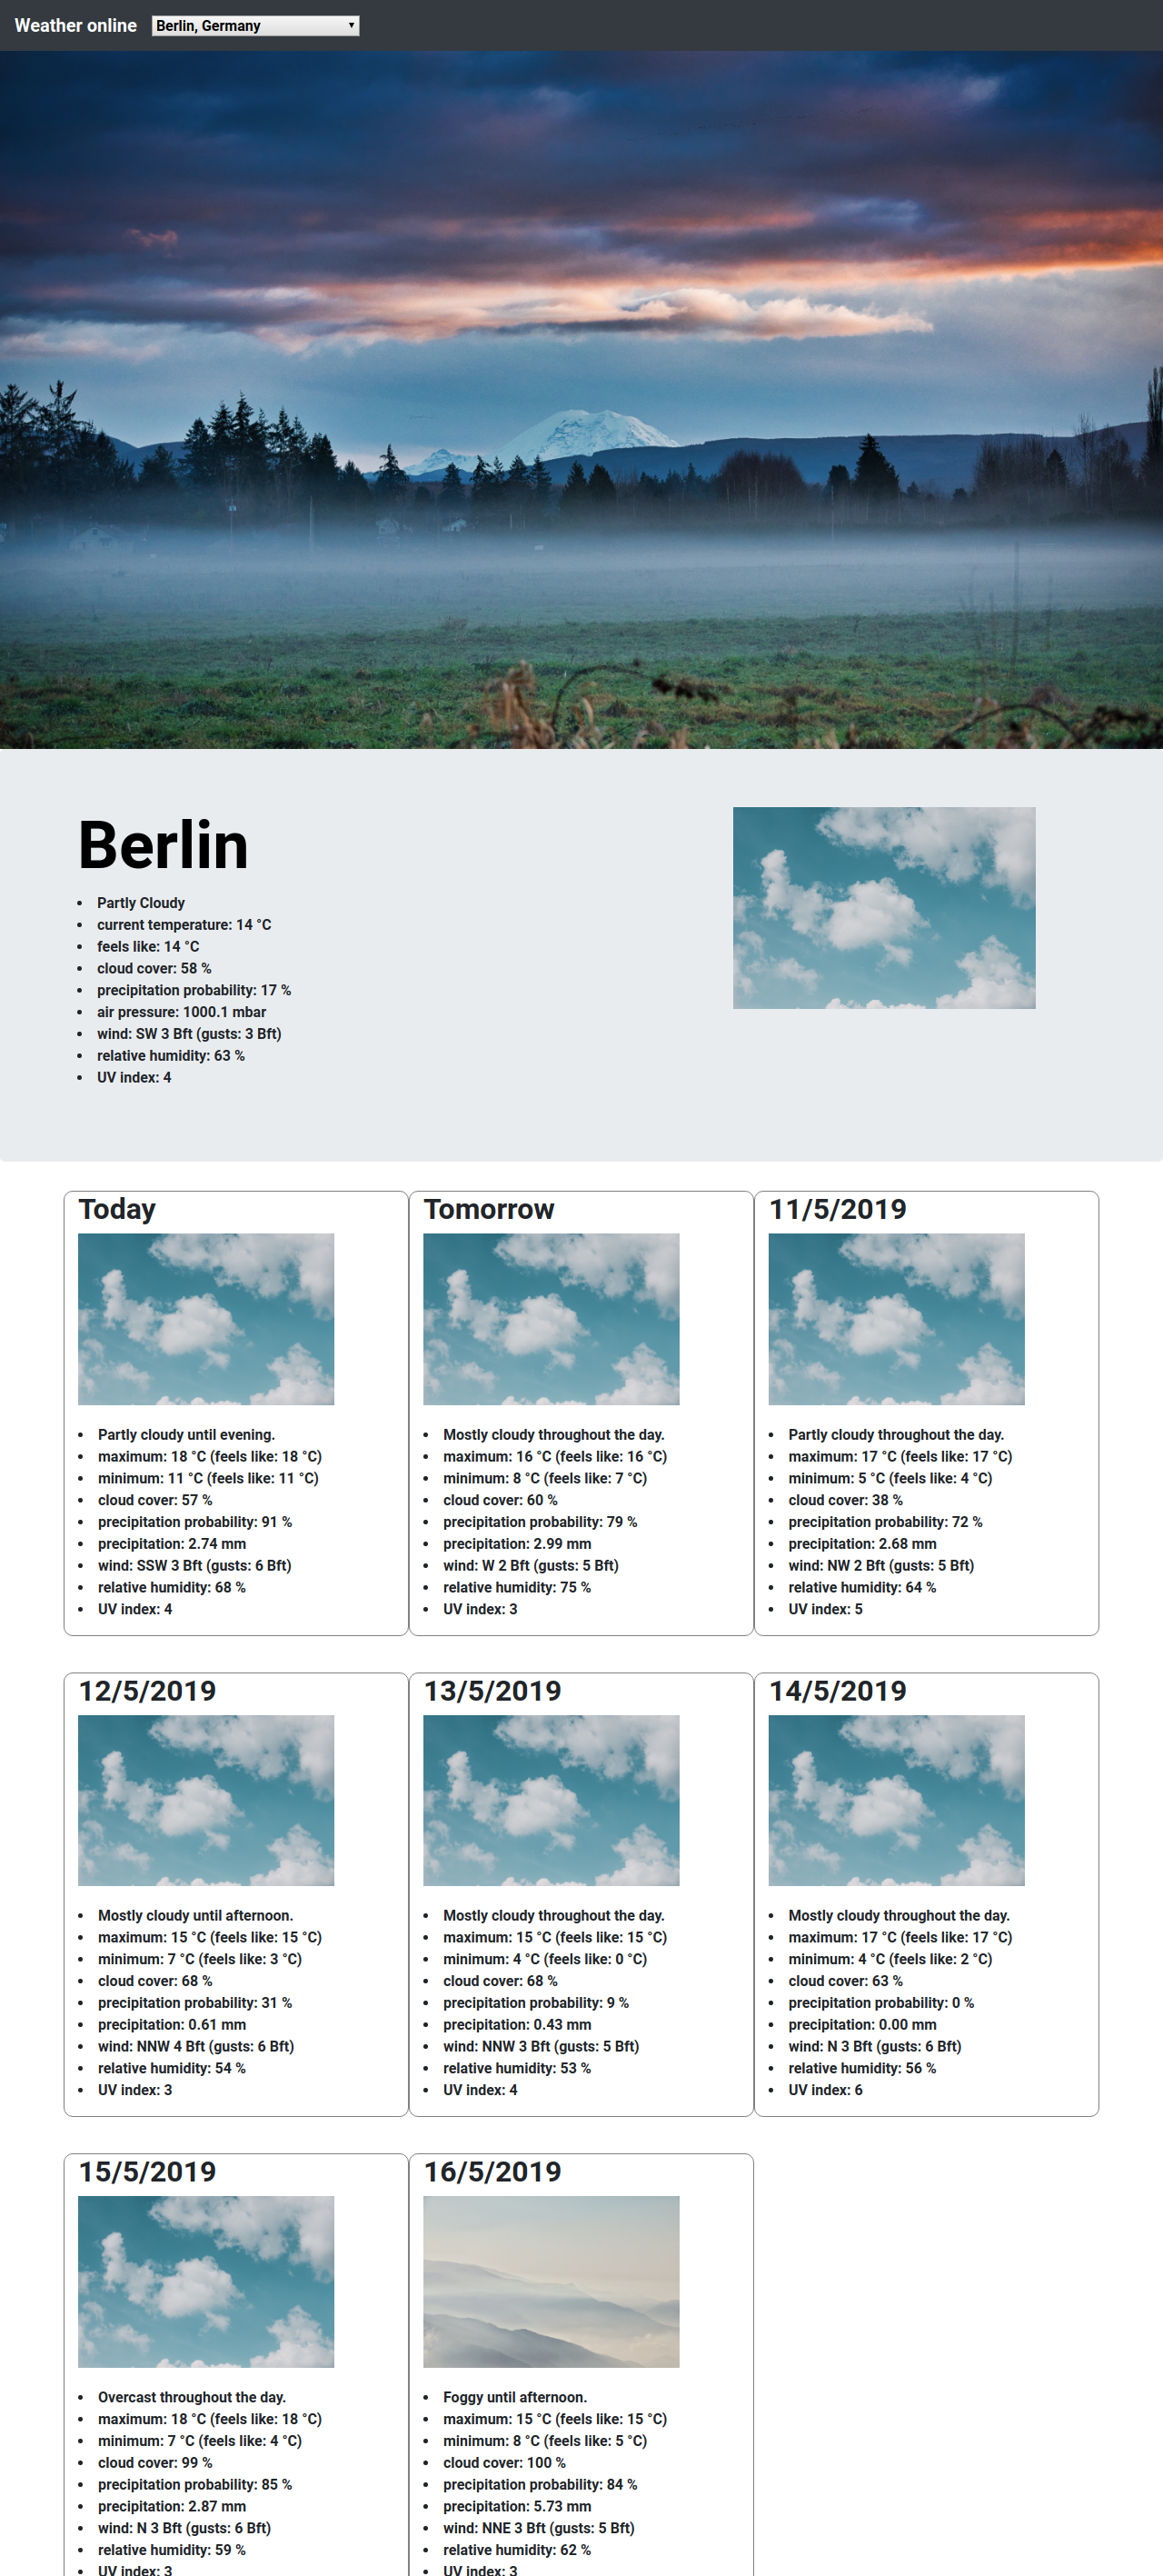 Weather online
Berlin, Germany
Berlin
Partly Cloudy
current temperature: 14 °C
feels like: 14 °C
cloud cover: 58 %
precipitation probability: 17 %
air pressure: 1000.1 mbar
wind: SW 3 Bft (gusts: 3 Bft)
relative humidity: 63 %
UV index: 4
Today
Partly cloudy until evening.
maximum: 18 °C (feels like: 18 °C)
minimum: 11 °C (feels like: 11 °C)
cloud cover: 57 %
precipitation probability: 91 %
precipitation: 2.74 mm
wind: SSW 3 Bft (gusts: 6 Bft)
relative humidity: 68 %
UV index: 4
Tomorrow
Mostly cloudy throughout the day.
maximum: 16 °C (feels like: 16 °C)
minimum: 8 °C (feels like: 7 °C)
cloud cover: 60 %
precipitation probability: 79 %
precipitation: 2.99 mm
wind: W 2 Bft (gusts: 5 Bft)
relative humidity: 75 %
UV index: 3
11/5/2019
Partly cloudy throughout the day.
maximum: 17 °C (feels like: 17 °C)
minimum: 5 °C (feels like: 4 °C)
cloud cover: 38 %
precipitation probability: 72 %
precipitation: 2.68 mm
wind: NW 2 Bft (gusts: 5 Bft)
relative humidity: 64 %
UV index: 5
12/5/2019
Mostly cloudy until afternoon.
maximum: 15 °C (feels like: 15 °C)
minimum: 7 °C (feels like: 3 °C)
cloud cover: 68 %
precipitation probability: 31 %
precipitation: 0.61 mm
wind: NNW 4 Bft (gusts: 6 Bft)
relative humidity: 54 %
UV index: 3
13/5/2019
Mostly cloudy throughout the day.
maximum: 15 °C (feels like: 15 °C)
minimum: 4 °C (feels like: 0 °C)
cloud cover: 68 %
precipitation probability: 9 %
precipitation: 0.43 mm
wind: NNW 3 Bft (gusts: 5 Bft)
relative humidity: 53 %
UV index: 4
14/5/2019
Mostly cloudy throughout the day.
maximum: 17 °C (feels like: 17 °C)
minimum: 4 °C (feels like: 2 °C)
cloud cover: 63 %
precipitation probability: 0 %
precipitation: 0.00 mm
wind: N 3 Bft (gusts: 6 Bft)
relative humidity: 56 %
UV index: 6
15/5/2019
Overcast throughout the day.
maximum: 18 °C (feels like: 18 °C)
minimum: 7 °C (feels like: 4 °C)
cloud cover: 99 %
precipitation probability: 85 %
precipitation: 2.87 mm
wind: N 3 Bft (gusts: 6 Bft)
relative humidity: 59 %
UV index: 3
16/5/2019
Foggy until afternoon.
maximum: 15 °C (feels like: 15 °C)
minimum: 8 °C (feels like: 5 °C)
cloud cover: 100 %
precipitation probability: 84 %
precipitation: 5.73 mm
wind: NNE 3 Bft (gusts: 5 Bft)
relative humidity: 62 %
UV index: 3